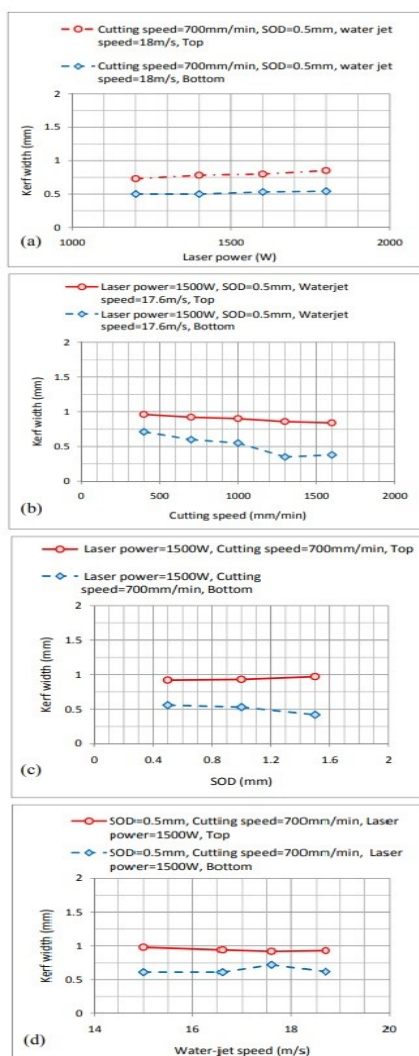 Cutting speed=700mm/min, SOD=0.5mm, water jet
speed=18m/s, Top
Cutting speed=700mm/min, SOD=0.5mm, water jet
speed=18m/s, Bottom
2
1.5
1
0.5
0
Kerf width (mm)
1000 1500 2000
(a)
Laser power (W)
Laser power=1500W, SOD=0.5mm, Waterjet
speed=17.6m/s, Top
Laser power=1500W, SOD=0.5mm, Waterjet
speed=17.6m/s, Bottom
2
1.5
1
0.5
0
Kerf width (mm)
0 500 1000 1500 2000
(b)
Cutting speed (mm/min)
Laser power=1500W, Cutting speed=700mm/min, Top
Laser power=1500W, Cutting
speed=700mm/min, Bottom
2
1.5
1
0.5
0
Kerf width (mm)
0 0.4 0.8 1.2 1.6 2
(c)
SOD (mm)
SOD=0.5mm, Cutting speed=700mm/min, Laser
power=1500W, Top
SOD=0.5mm, Cutting speed=700mm/min, Laser
power=1500W, Bottom
2
1.5
1
0.5
0
Kerf width (mm)
14 16 18 20
(d)
Water-jet speed (m/s)